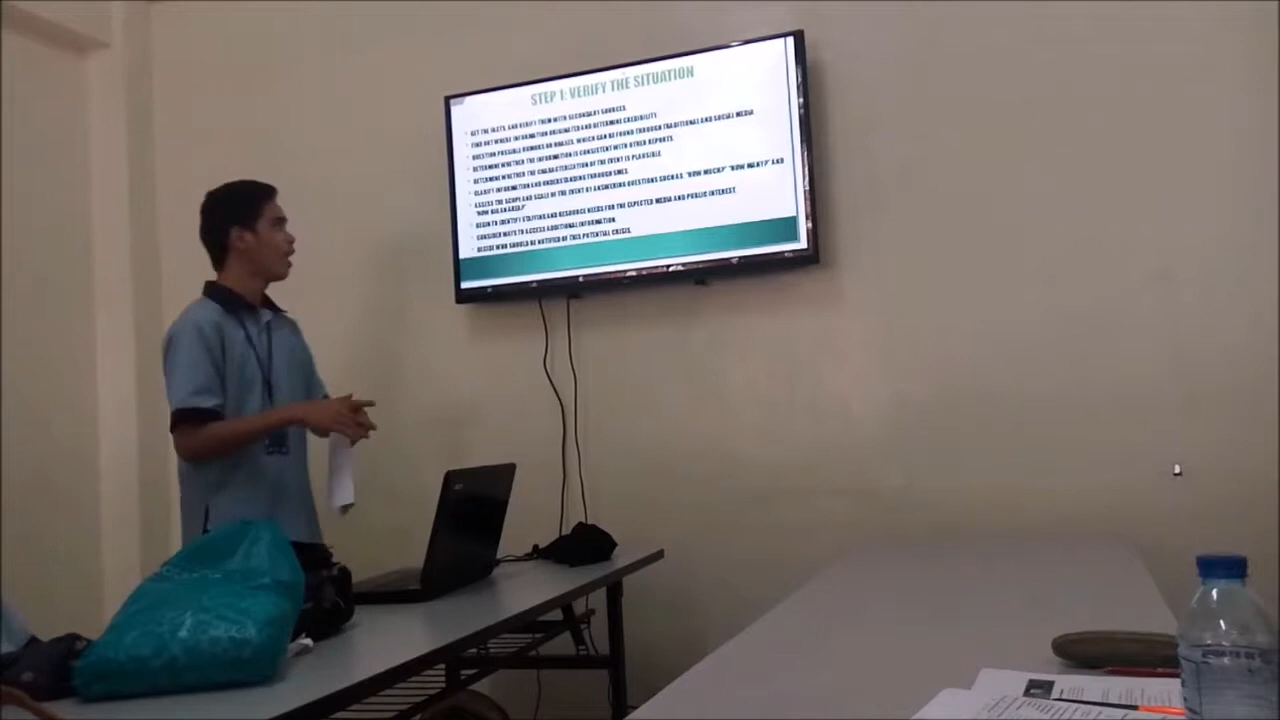 STEP 1: VERIFY THE SITUATION
GET THE FACTS, AND VERIFY THEM WITH SECONDARY SOURCES.
FIND OUT WHERE INFORMATION ORIGINATED AND DETERMINE CREDIBILITY.
QUESTION POSSIBLE RUMORS OR HOAXES, WHICH CAN BE FOUND THROUGH TRADITIONAL AND SOCIAL MEDIA
DETERMINE WHETHER THE INFORMATION IS CONSISTENT WITH OTHER REPORTS.
DETERMINE WHETHER THE CHARACTERIZATION OF THE EVENT IS PLAUSIBLE.
CLARIFY INFORMATION AND UNDERSTANDING THROUGH SMES.
ASSESS THE SCOPE AND SCALE OF THE EVENT BY ANSWERING QUESTIONS SUCH AS, "HOW MUCH?" "HOW MANY?" AND
"HOW BIG AN AREA?"
BEGIN TO IDENTIFY STAFFING AND RESOURCE NEEDS FOR THE EXPECTED MEDIA AND PUBLIC INTEREST.
CONSIDER WAYS TO ACCESS ADDITIONAL INFORMATION.
DECIDE WHO SHOULD BE NOTIFIED OF THIS POTENTIAL CRISIS.